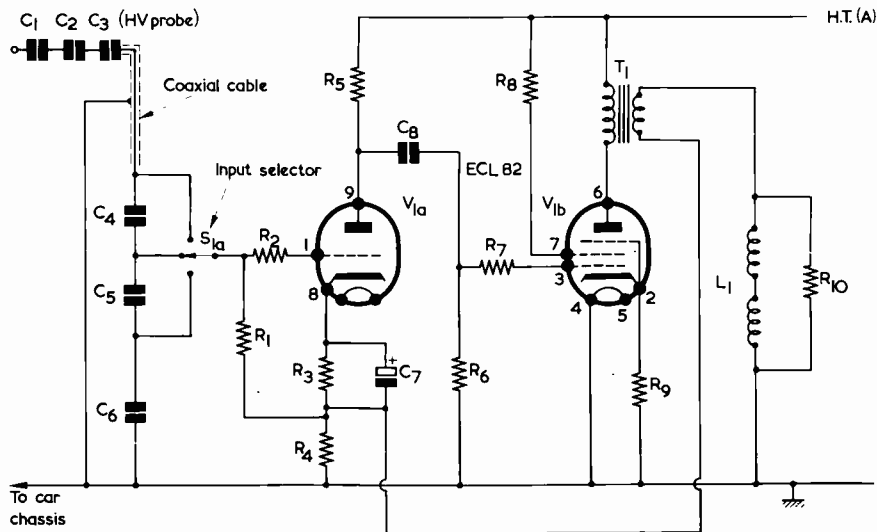 C1 C2 C3 (HV probe)
H.T. (A)
Coaxial cable
R5
R8
T1
C8
Input selector
ECL 82
9
V1a
6
V1b
C4
S1a
R2
1
R7
7
3
C5
8
4
5
2
L1
R10
R1
R3
+
C7
R6
R9
C6
R4
To car
chassis